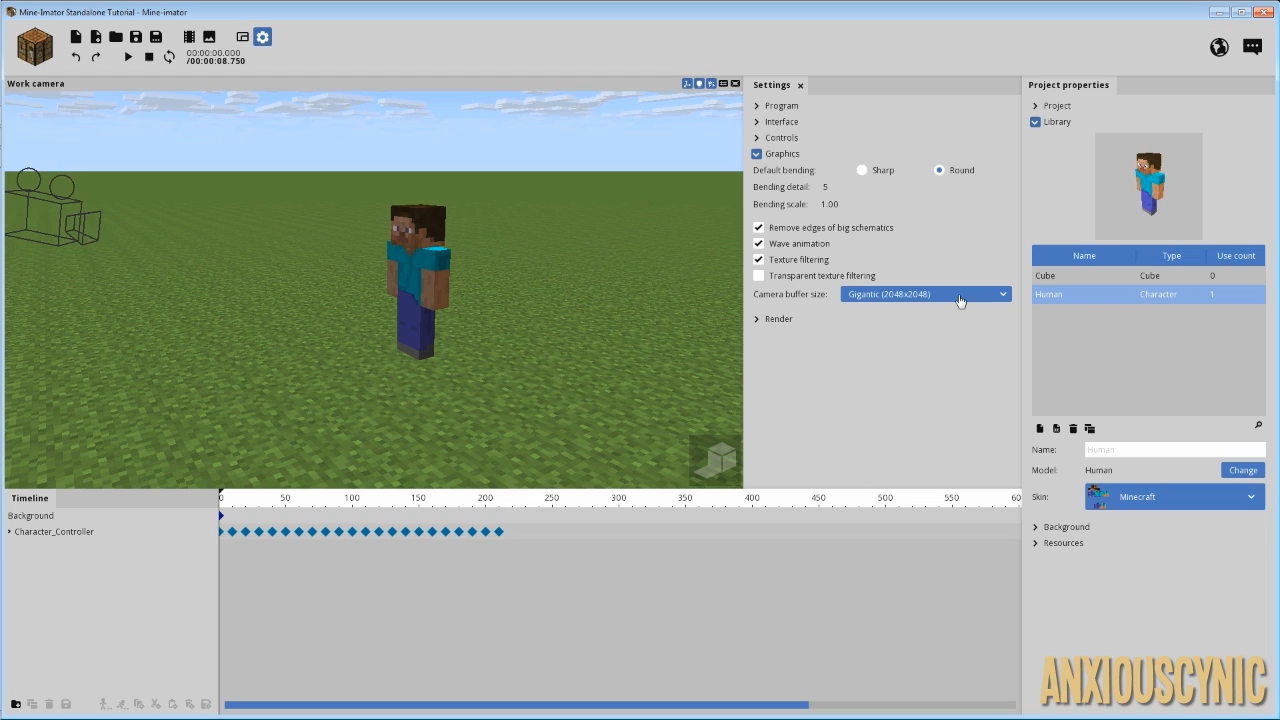 Mine-Imator Standalone Tutorial - Mine-imator
00:00:00.000
/00:00:08.750
Work camera
Settings
Program
Interface
Controls
Graphics
Default bending: Sharp Round
Bending detail: 5
Bending scale: 1.00
Remove edges of big schematics
Wave animation
Texture filtering
Transparent texture filtering
Camera buffer size: Gigantic (2048x2048)
Render
Project properties
Project
Library
Name Type Use count
Cube Cube 0
Human Character 1
Name: Human
Model: Human Change
Skin: Minecraft
Background
Resources
Timeline
0 50 100 150 200 250 300 350 400 450 500 550 60
Background
Character_Controller
ANXIOUSCYNIC